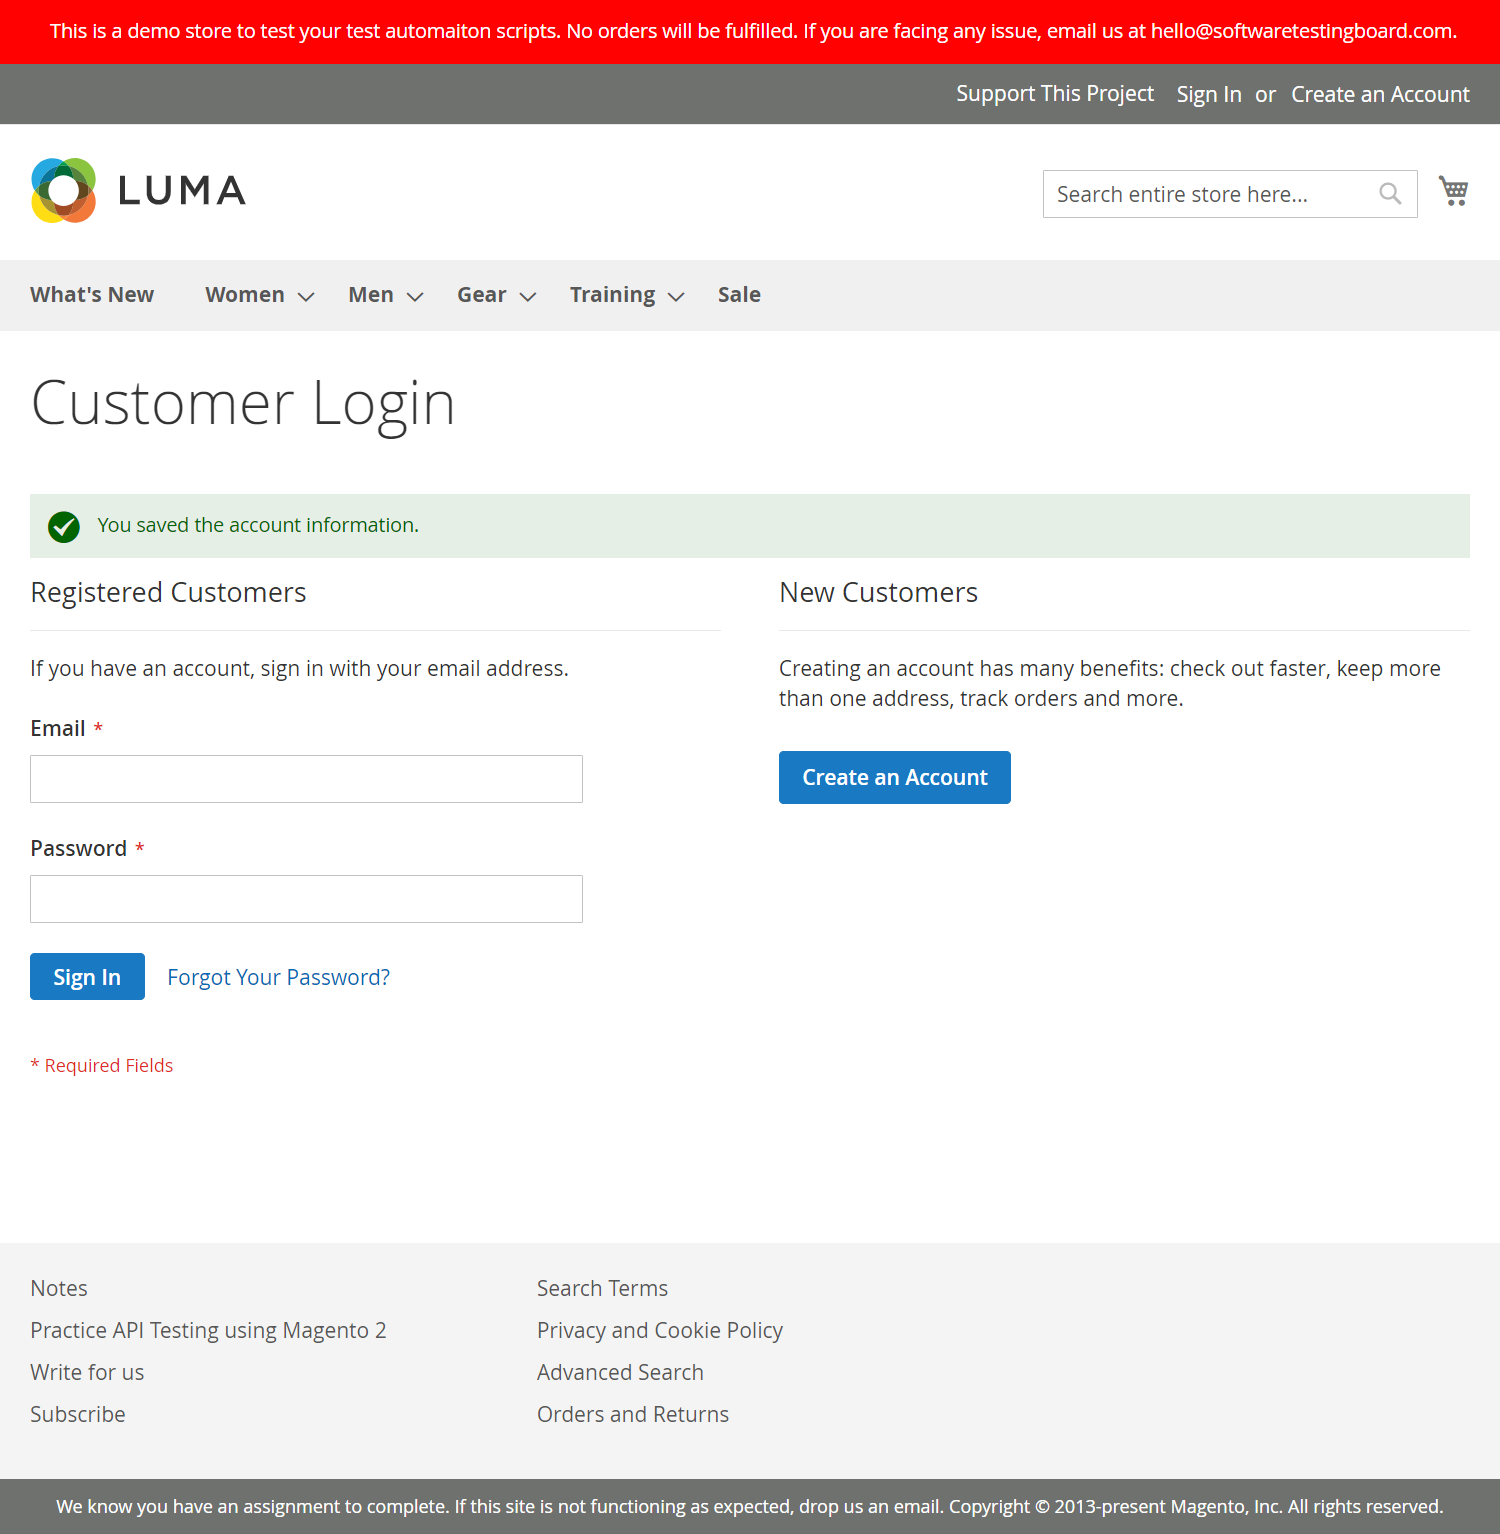 This is a demo store to test your test automaiton scripts. No orders will be fulfilled. If you are facing any issue, email us at hello@softwaretestingboard.com.
Support This Project Sign In or Create an Account
LUMA
Search entire store here...
What's New Women Men Gear Training Sale
Customer Login
You saved the account information.
Registered Customers
If you have an account, sign in with your email address.
Email *
Password *
Sign In Forgot Your Password?
* Required Fields
New Customers
Creating an account has many benefits: check out faster, keep more
than one address, track orders and more.
Create an Account
Notes
Practice API Testing using Magento 2
Write for us
Subscribe
Search Terms
Privacy and Cookie Policy
Advanced Search
Orders and Returns
We know you have an assignment to complete. If this site is not functioning as expected, drop us an email. Copyright © 2013-present Magento, Inc. All rights reserved.